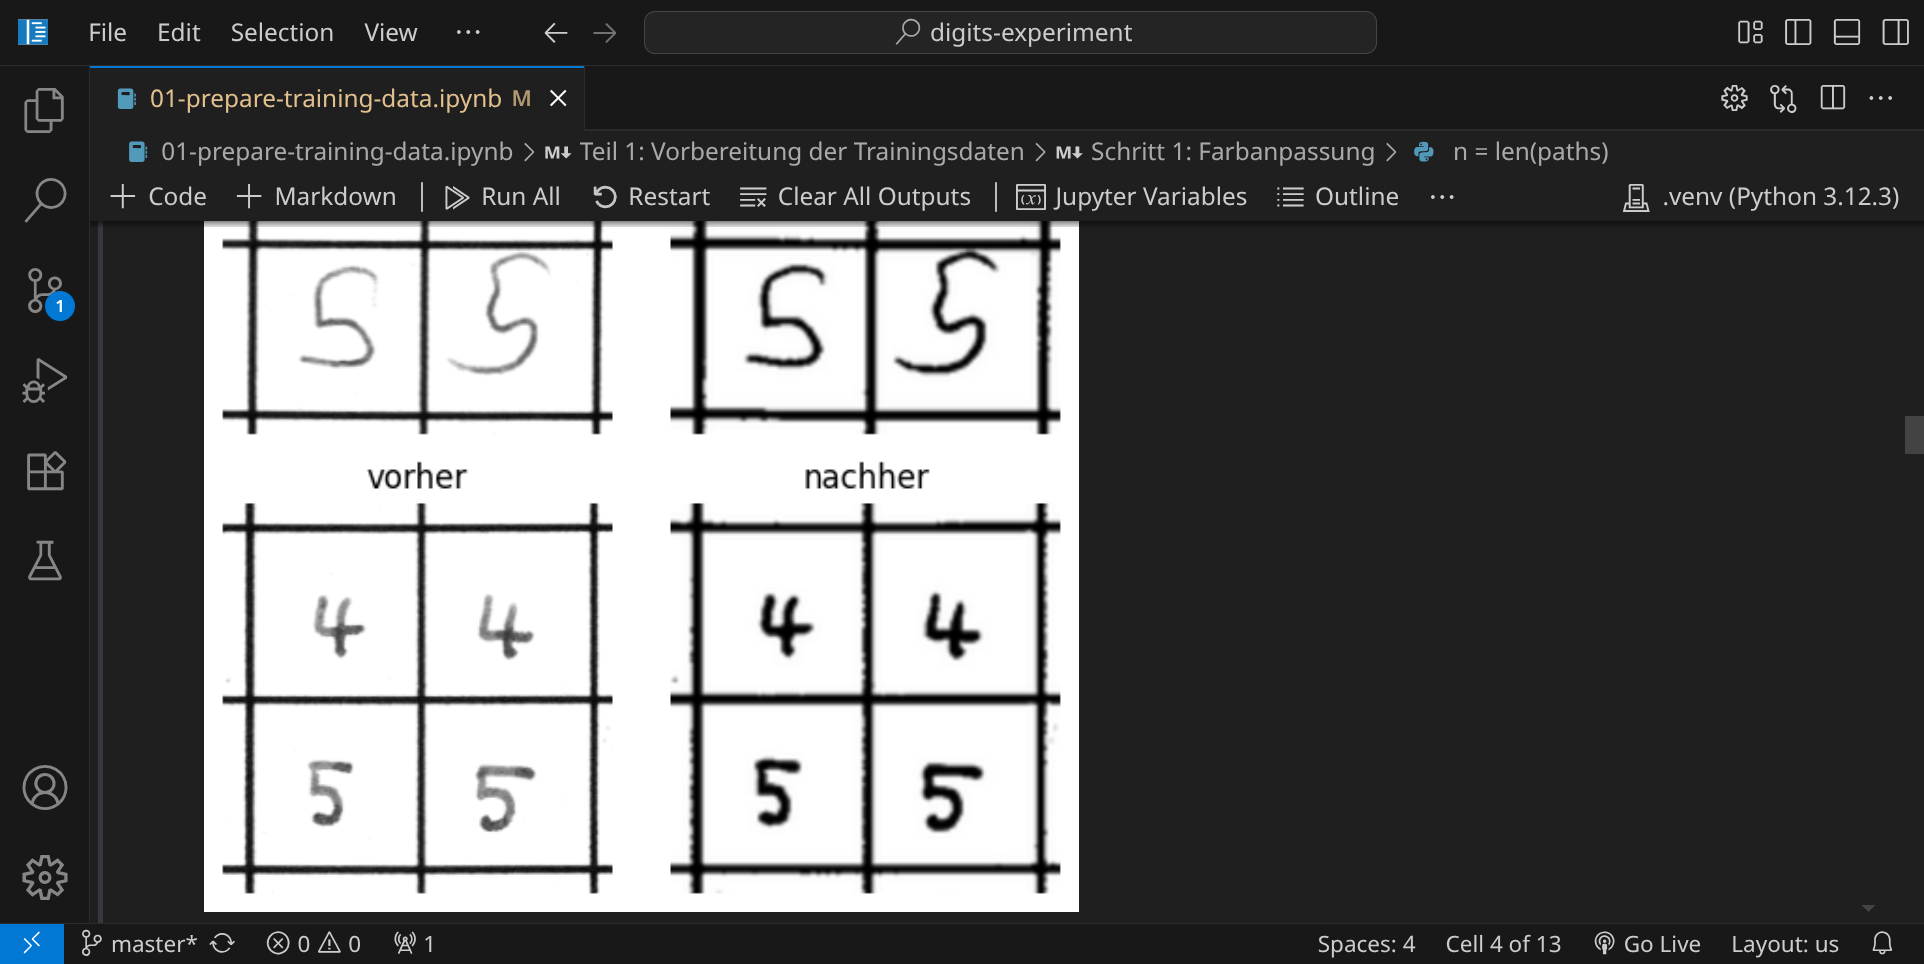 File Edit Selection View ··· digits-experiment
01-prepare-training-data.ipynb M
01-prepare-training-data.ipynb > M↓ Teil 1: Vorbereitung der Trainingsdaten > M↓ Schritt 1: Farbanpassung > n = len(paths)
+ Code + Markdown | Run All Restart Clear All Outputs | (x) Jupyter Variables Outline ··· .venv (Python 3.12.3)
5 5 5 5
vorher nachher
4 4 4 4
5 5 5 5
1
master* 0 0 1 Spaces: 4 Cell 4 of 13 Go Live Layout: us